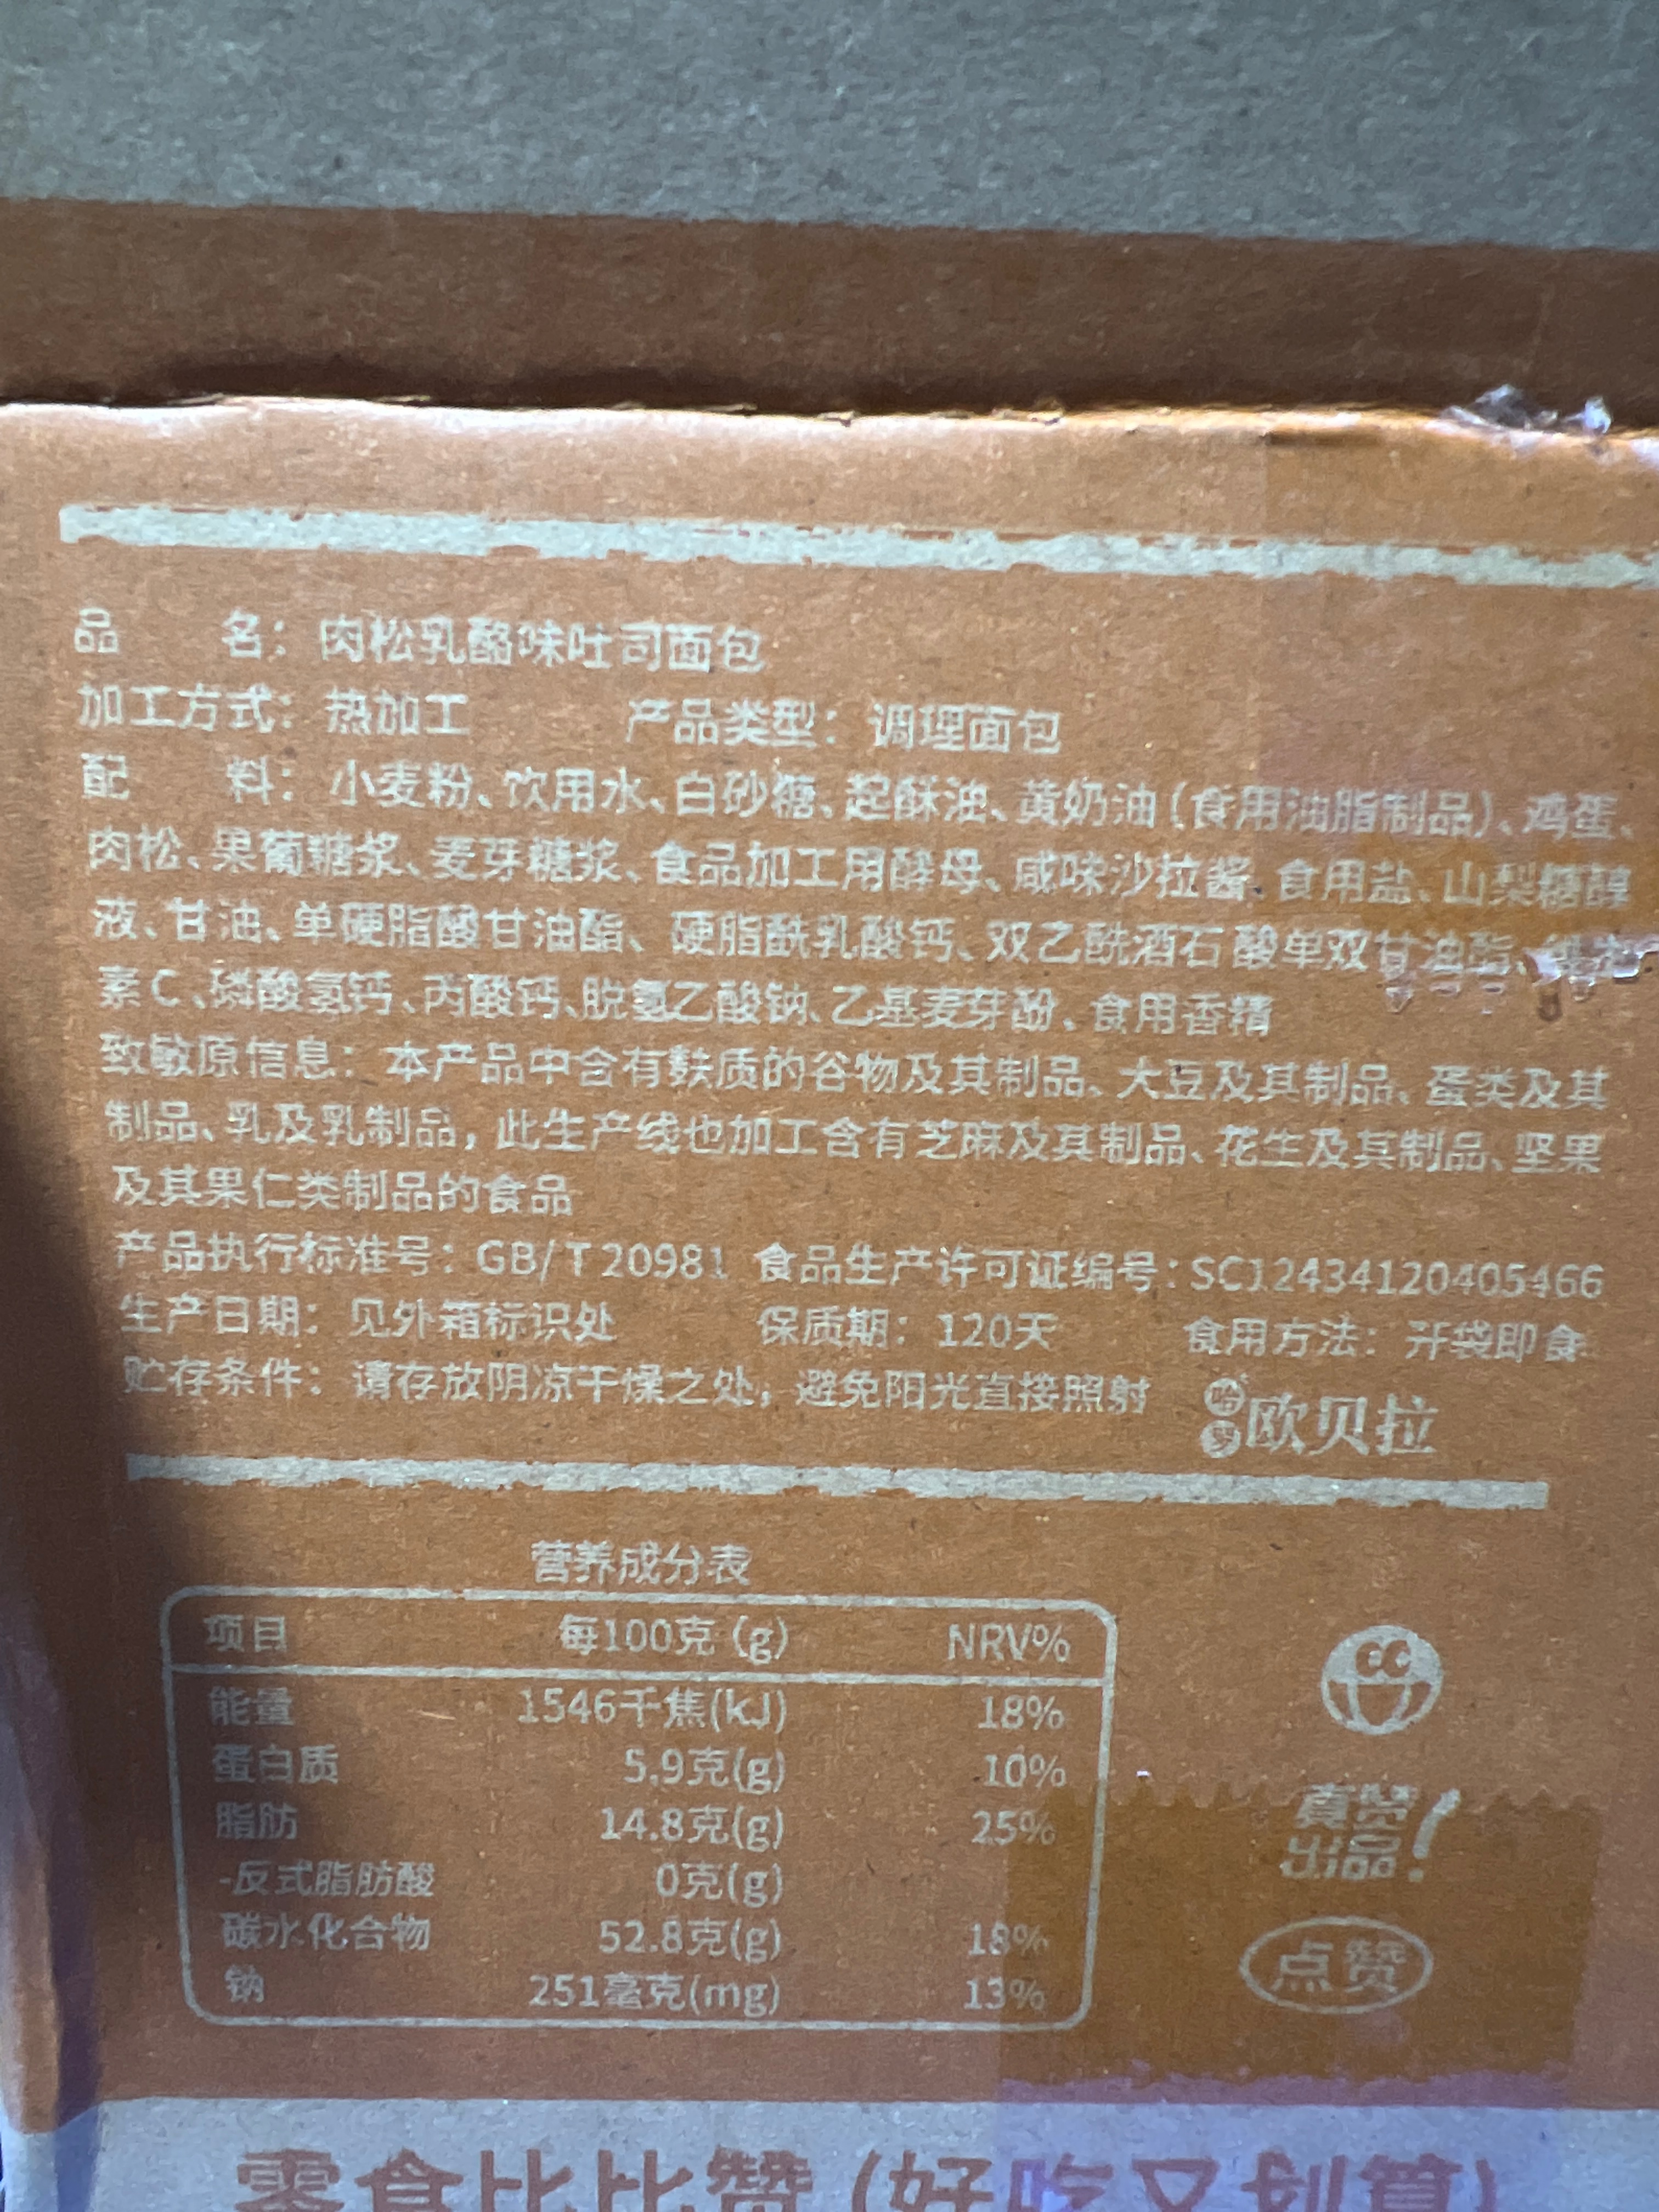 品 名：肉松乳酪味吐司面包
加工方式：热加工 产品类型：调理面包
配 料：小麦粉、饮用水、白砂糖、起酥油、黄奶油(食用油脂制品)、鸡蛋、
肉松、果葡糖浆、麦芽糖浆、食品加工用酵母、咸味沙拉酱、食用盐、山梨糖醇
液、甘油、单硬脂酸甘油酯、硬脂酰乳酸钙、双乙酰酒石酸单双甘油酯、维生
素C、磷酸氢钙、丙酸钙、脱氢乙酸钠、乙基麦芽酚、食用香精
致敏原信息：本产品中含有麸质的谷物及其制品、大豆及其制品、蛋类及其
制品、乳及乳制品，此生产线也加工含有芝麻及其制品、花生及其制品、坚果
及其果仁类制品的食品
产品执行标准号：GB/T 20981 食品生产许可证编号：SC12434120405466
生产日期：见外箱标识处 保质期：120天 食用方法：开袋即食
贮存条件：请存放阴凉干燥之处，避免阳光直接照射 哈罗欧贝拉
营养成分表
项目 每100克(g) NRV%
能量 1546千焦(kJ) 18%
蛋白质 5.9克(g) 10%
脂肪 14.8克(g) 25%
-反式脂肪酸 0克(g)
碳水化合物 52.8克(g) 18%
钠 251毫克(mg) 13%
真赞
出品！
点赞
零食比比赞(好吃又划算)